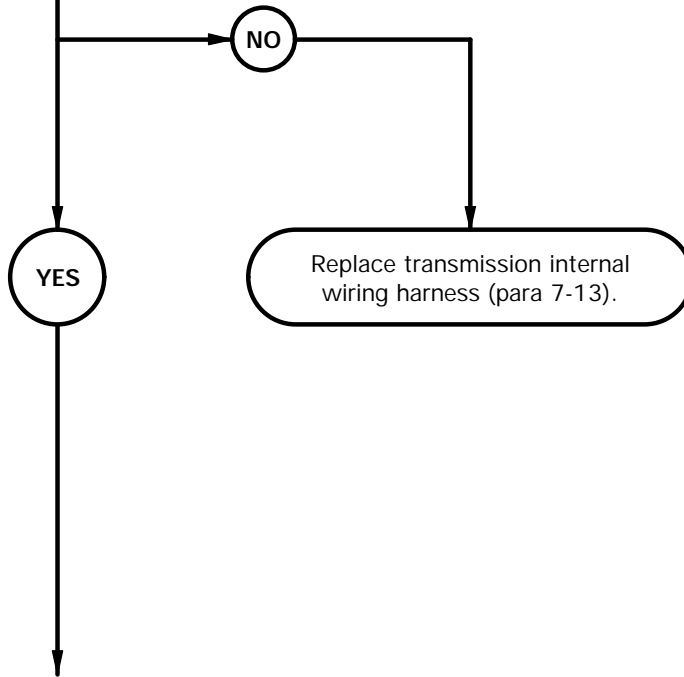 NO
YES
Replace transmission internal
wiring harness (para 7-13).